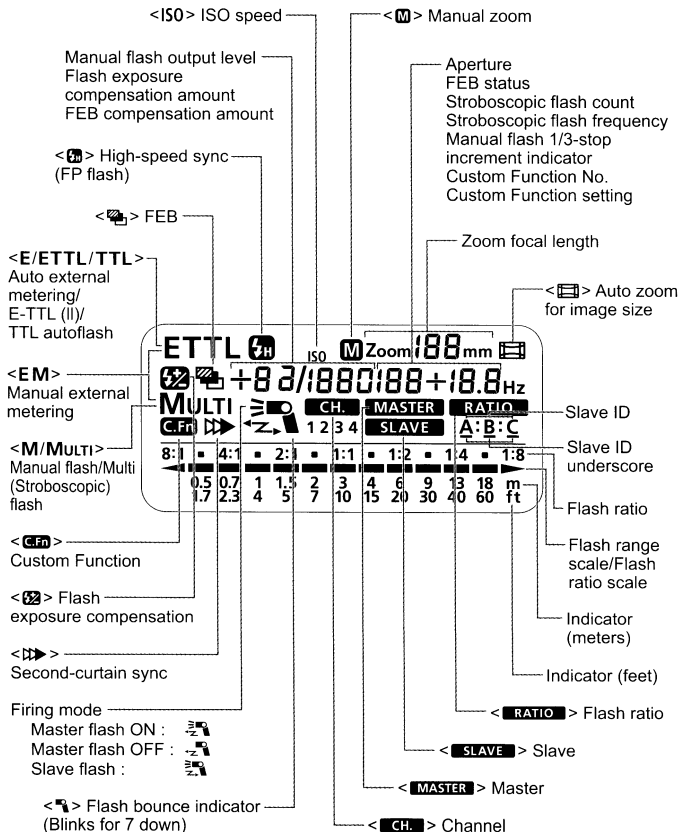 <ISO> ISO speed
<M> Manual zoom
Manual flash output level
Flash exposure
compensation amount
FEB compensation amount
Aperture
FEB status
Stroboscopic flash count
Stroboscopic flash frequency
Manual flash 1/3-stop
increment indicator
Custom Function No.
Custom Function setting
<H> High-speed sync
(FP flash)
< > FEB
Zoom focal length
<E/ETTL/TTL>
Auto external
metering/
E-TTL (II)/
TTL autoflash
< > Auto zoom
for image size
<EM>
Manual external
metering
<M/MULTI>
Manual flash/Multi
(Stroboscopic)
flash
<C.Fn>
Custom Function
< > Flash
exposure compensation
< >
Second-curtain sync
Firing mode
Master flash ON :
Master flash OFF :
Slave flash :
< > Flash bounce indicator
(Blinks for 7 down)
ETTL H ISO M Zoom 188 mm
+8 /1880 188+18.8 Hz
MULTI CH. MASTER RATIO
C.Fn Z 1 2 3 4 SLAVE A:B:C
8:1 4:1 2:1 1:1 1:2 1:4 1:8
0.5 0.7 1 1.5 2 3 4 6 9 13 18 m
1.7 2.3 4 5 7 10 15 20 30 40 60 ft
Slave ID
Slave ID
underscore
Flash ratio
Flash range
scale/Flash
ratio scale
Indicator
(meters)
Indicator (feet)
<RATIO> Flash ratio
<SLAVE> Slave
<MASTER> Master
<CH.> Channel